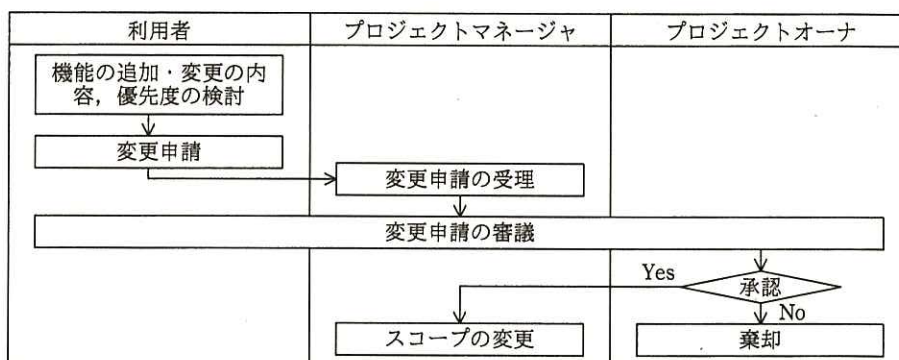 利用者
プロジェクトマネージャ
プロジェクトオーナ
機能の追加・変更の内
容，優先度の検討
変更申請
変更申請の受理
変更申請の審議
Yes
承認
No
スコープの変更
棄却